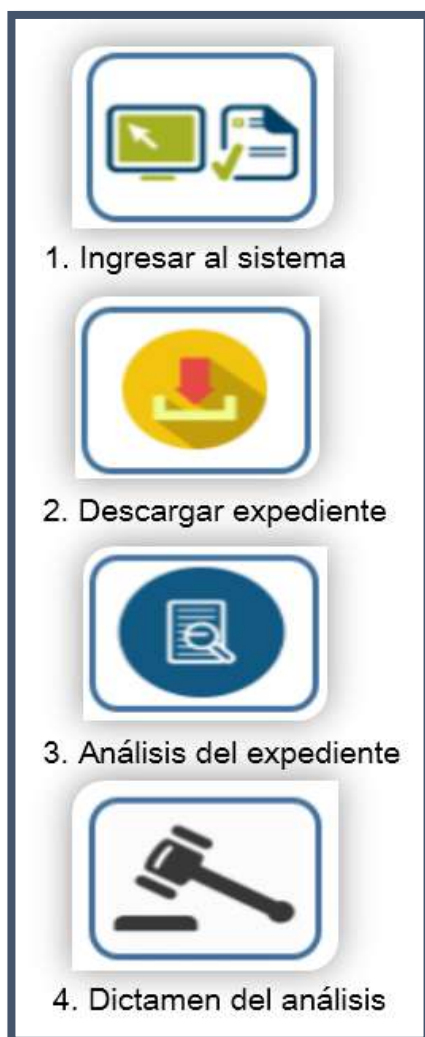 1. Ingresar al sistema
2. Descargar expediente
3. Análisis del expediente
4. Dictamen del análisis